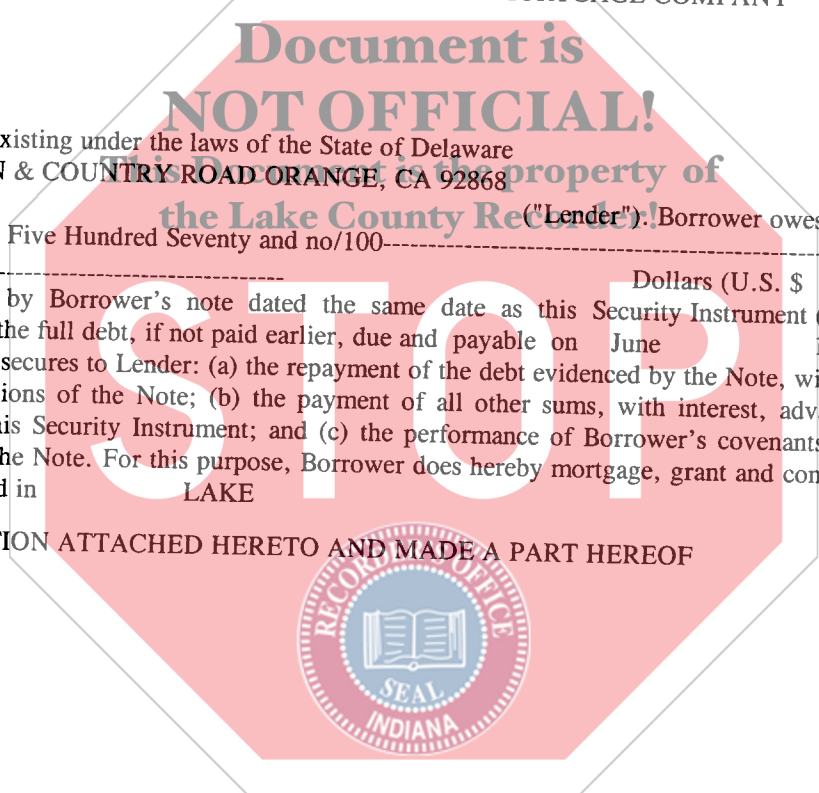 MORTGAGE COMPANY
Document is
NOT OFFICIAL!
xisting under the laws of the State of Delaware
This Document is the property of
N & COUNTRY ROAD ORANGE, CA 92868
the Lake County Recorder!
("Lender"). Borrower owes
Five Hundred Seventy and no/100------------------------------------------------
-------------------------------- Dollars (U.S. $
by Borrower's note dated the same date as this Security Instrument (
the full debt, if not paid earlier, due and payable on June
secures to Lender: (a) the repayment of the debt evidenced by the Note, wi
ions of the Note; (b) the payment of all other sums, with interest, adv
is Security Instrument; and (c) the performance of Borrower's covenants
he Note. For this purpose, Borrower does hereby mortgage, grant and con
d in LAKE
STOP
TION ATTACHED HERETO AND MADE A PART HEREOF
RECORDER'S OFFICE
SEAL
INDIANA